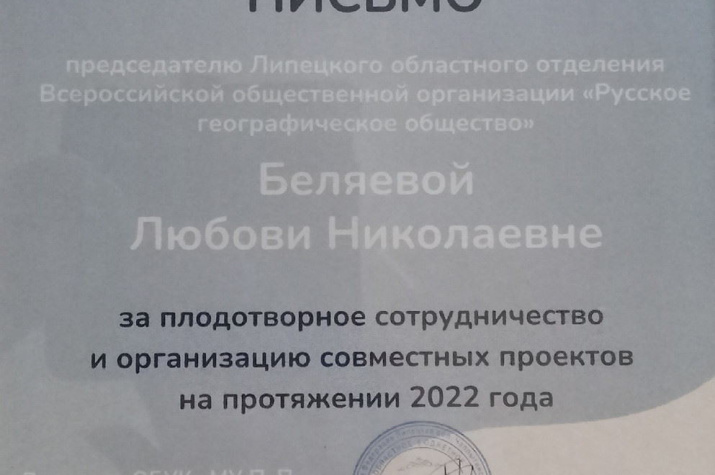 ПИСЬМО
председателю Липецкого областного отделения
Всероссийской общественной организации «Русское
географическое общество»
Беляевой
Любови Николаевне
за плодотворное сотрудничество
и организацию совместных проектов
на протяжении 2022 года